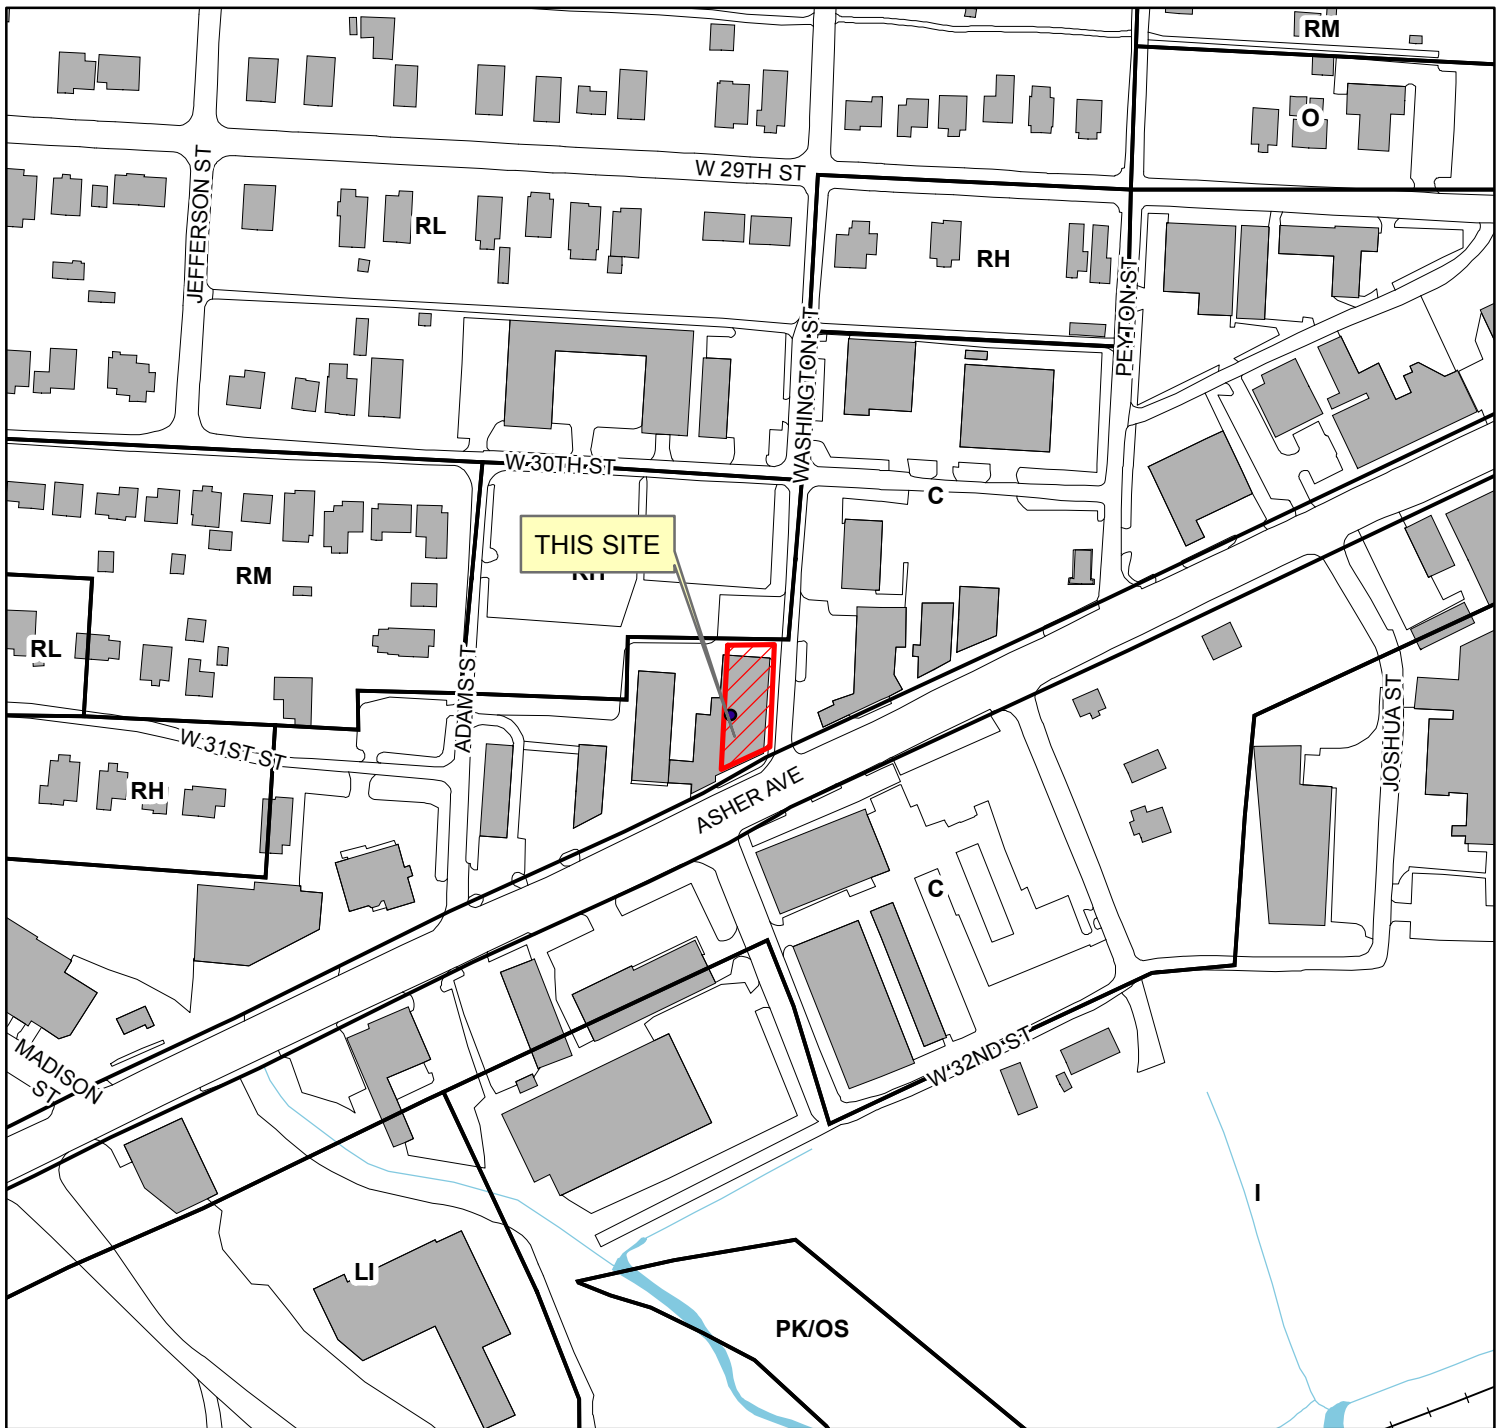 RM
O
W 29TH ST
JEFFERSON ST
RL
RH
PEYTON ST
WASHINGTON ST
W 30TH ST
C
THIS SITE
RH
RM
RL
ADAMS ST
W 31ST ST
RH
ASHER AVE
JOSHUA ST
C
MADISON
ST
W 32ND ST
I
LI
PK/OS